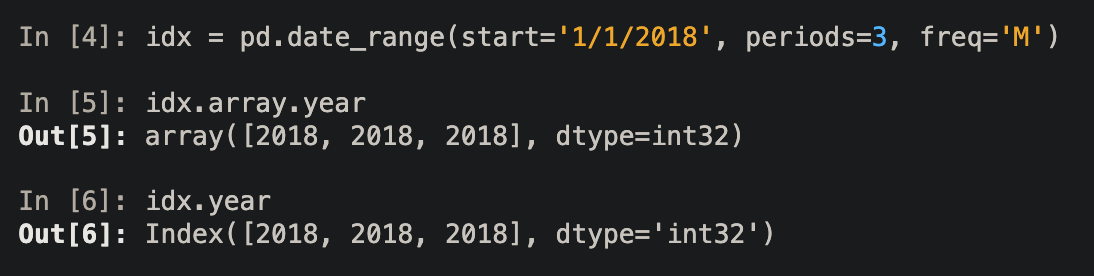 In [4]: idx = pd.date_range(start='1/1/2018', periods=3, freq='M')
In [5]: idx.array.year
Out[5]: array([2018, 2018, 2018], dtype=int32)
In [6]: idx.year
Out[6]: Index([2018, 2018, 2018], dtype='int32')